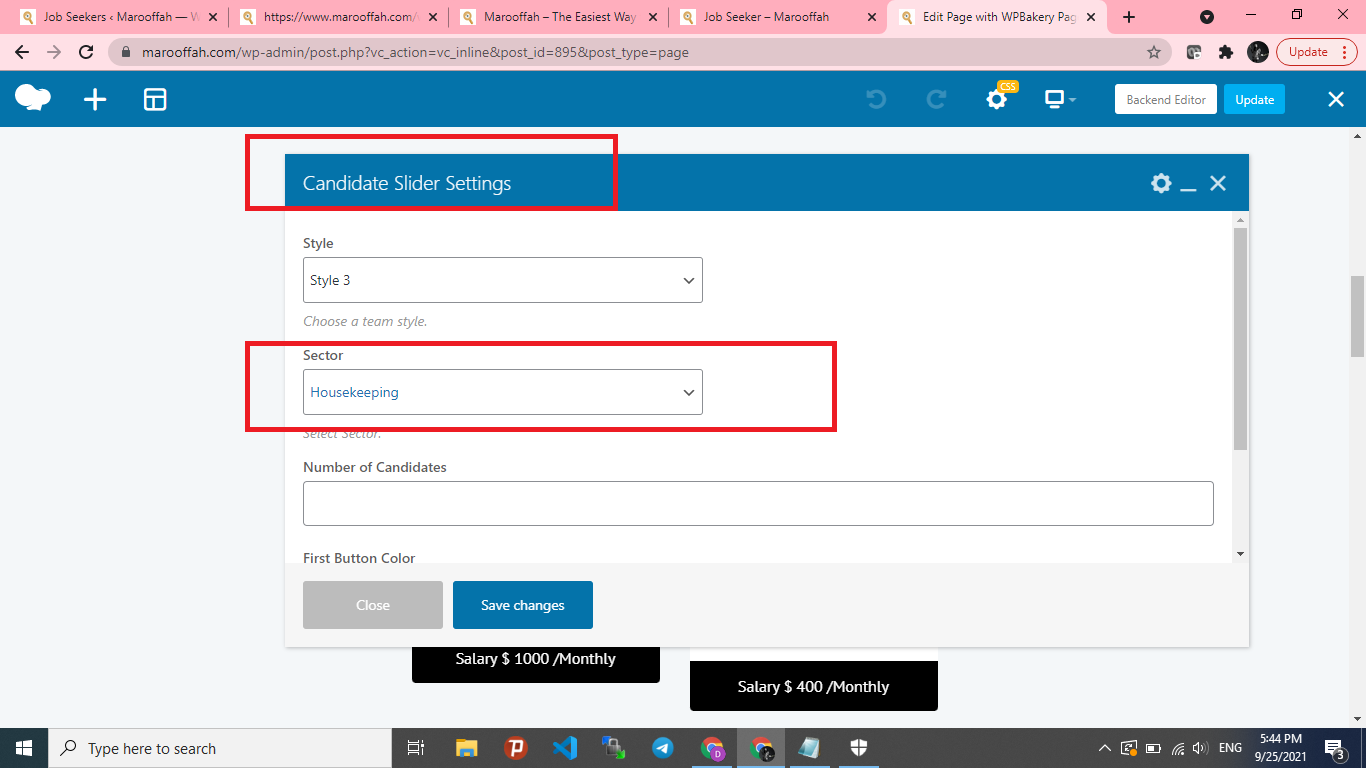 Job Seekers ‹ Marooffah — W
https://www.marooffah.com/
Marooffah – The Easiest Way
Job Seeker – Marooffah
Edit Page with WPBakery Pag
marooffah.com/wp-admin/post.php?vc_action=vc_inline&post_id=895&post_type=page
Update
CSS
Backend Editor
Update
Candidate Slider Settings
Style
Style 3
Choose a team style.
Sector
Housekeeping
Select Sector.
Number of Candidates
First Button Color
Close
Save changes
Salary $ 1000 /Monthly
Salary $ 400 /Monthly
Type here to search
D
ENG
5:44 PM
9/25/2021
3